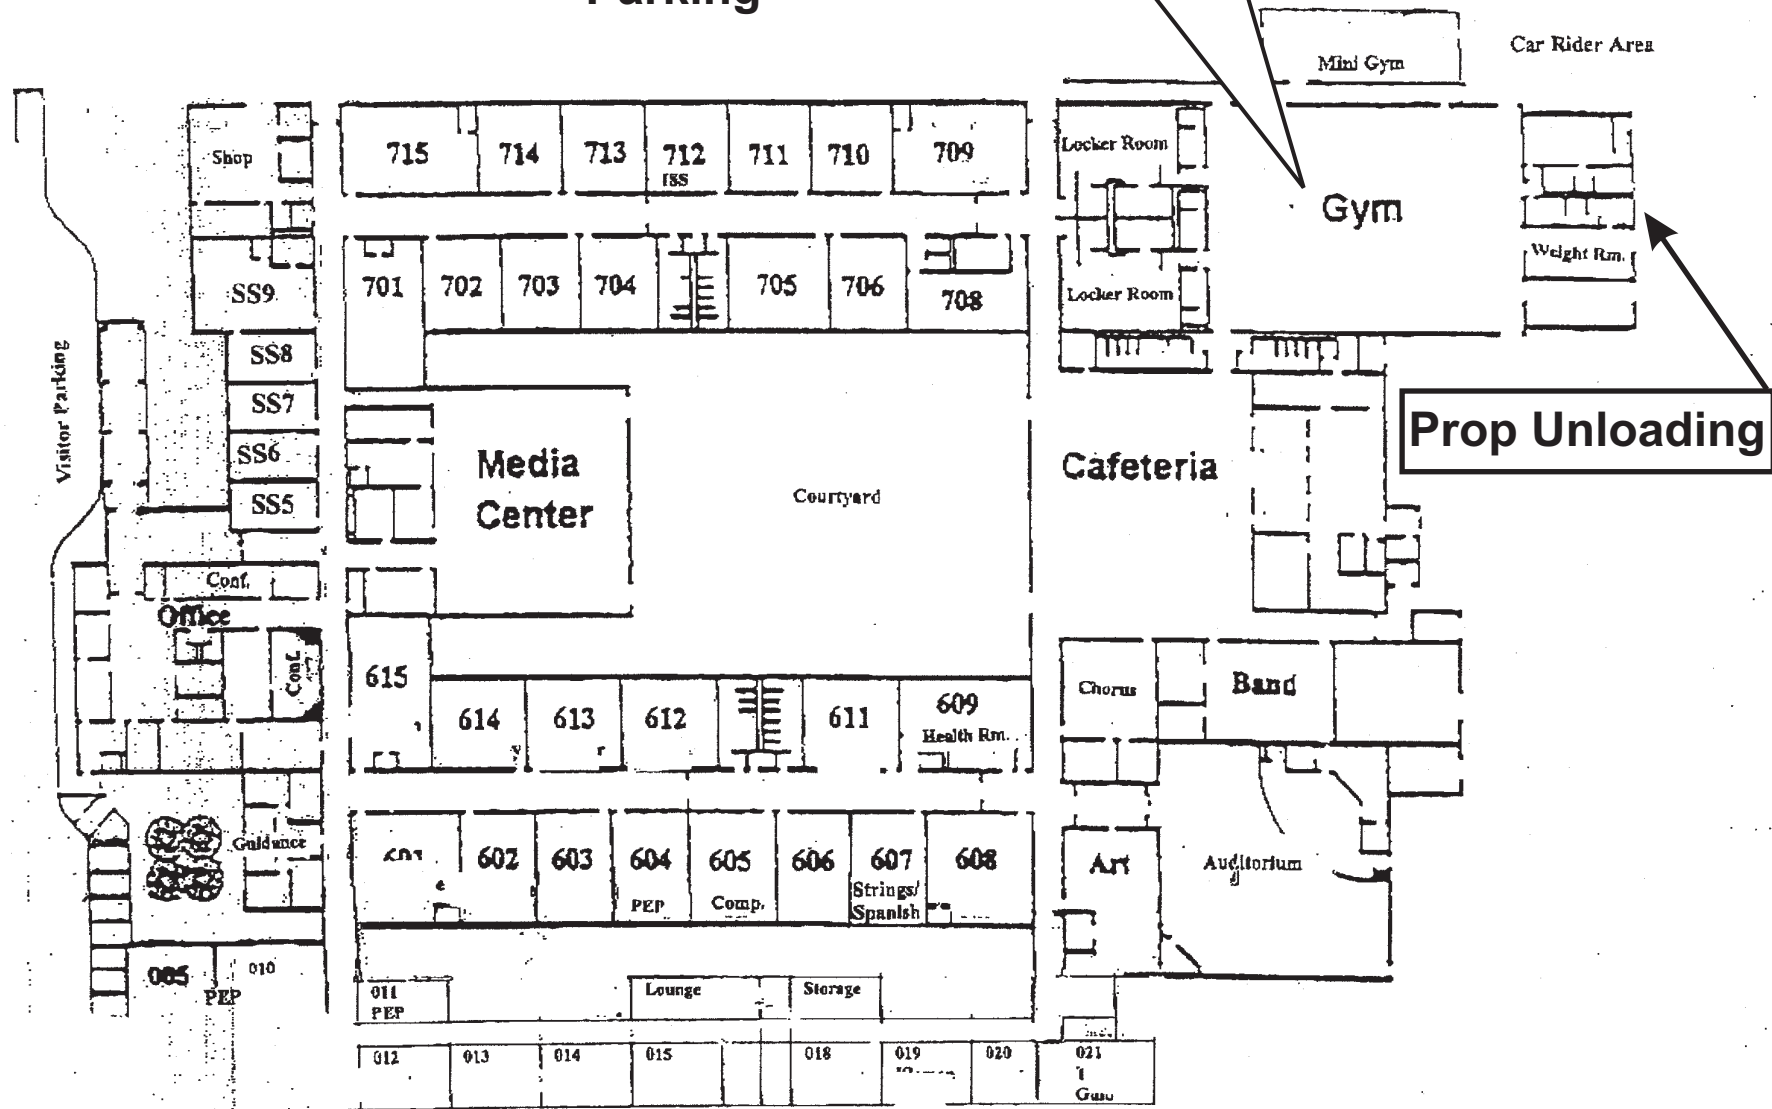 Parking
Car Rider Area
Mini Gym
Shop
715
714
713
712
ISS
711
710
709
Locker Room
Gym
Weight Rm.
SS9
701
702
703
704
705
706
708
Locker Room
SS8
SS7
SS6
SS5
Visitor Parking
Media
Center
Courtyard
Cafeteria
Prop Unloading
Conf.
Office
Conf.
615
614
613
612
611
609
Health Rm.
Chorus
Band
Guidance
602
603
604
PEP
605
Comp.
606
607
Strings/
Spanish
608
Art
Auditorium
005
PEP
010
011
PEP
Lounge
Storage
012
013
014
015
018
019
020
021